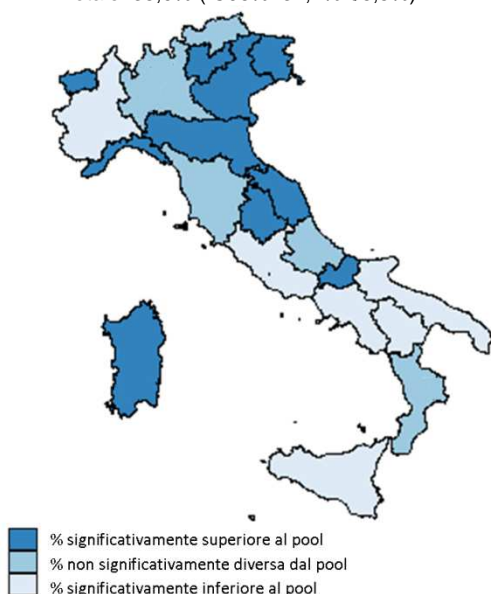 % significativamente superiore al pool
% non significativamente diversa dal pool
% significativamente inferiore al pool